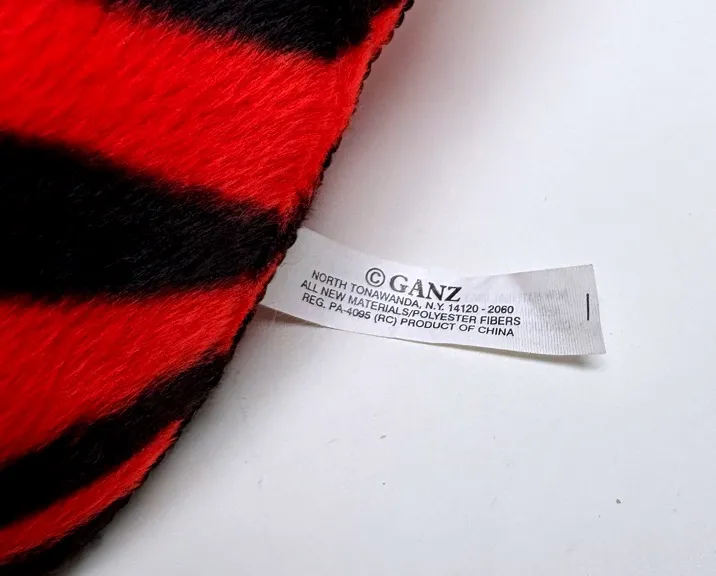 © GANZ
NORTH TONAWANDA, N.Y. 14120 - 2060
ALL NEW MATERIALS/POLYESTER FIBERS
REG. PA-4095 (RC) PRODUCT OF CHINA